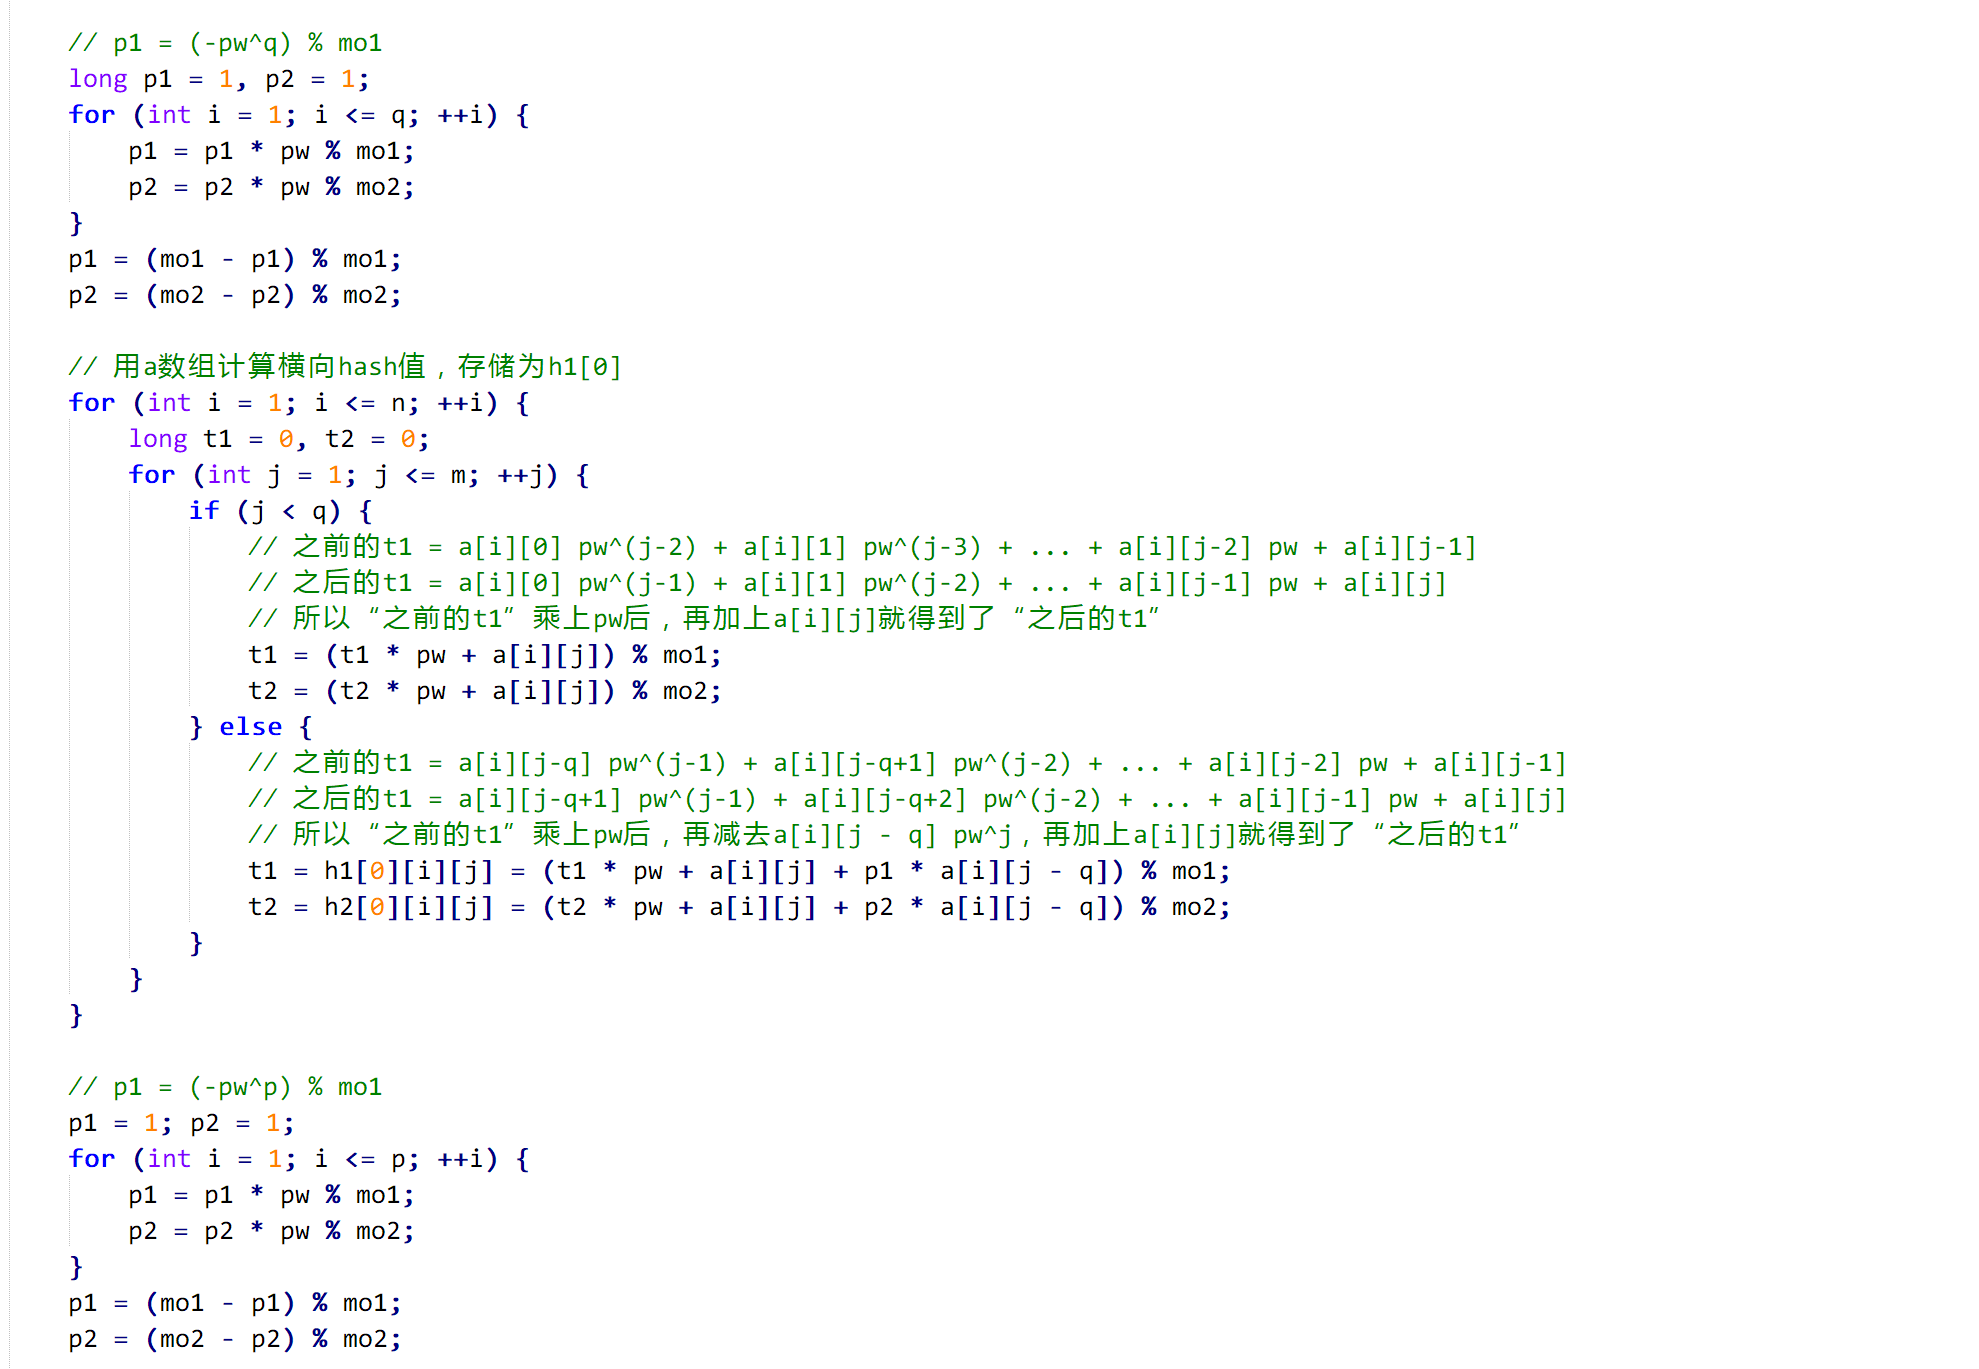 // p1 = (-pw^q) % mo1
long p1 = 1, p2 = 1;
for (int i = 1; i <= q; ++i) {
    p1 = p1 * pw % mo1;
    p2 = p2 * pw % mo2;
}
p1 = (mo1 - p1) % mo1;
p2 = (mo2 - p2) % mo2;

// 用a数组计算横向hash值，存储为h1[0]
for (int i = 1; i <= n; ++i) {
    long t1 = 0, t2 = 0;
    for (int j = 1; j <= m; ++j) {
        if (j < q) {
            // 之前的t1 = a[i][0] pw^(j-2) + a[i][1] pw^(j-3) + ... + a[i][j-2] pw + a[i][j-1]
            // 之后的t1 = a[i][0] pw^(j-1) + a[i][1] pw^(j-2) + ... + a[i][j-1] pw + a[i][j]
            // 所以“之前的t1”乘上pw后，再加上a[i][j]就得到了“之后的t1”
            t1 = (t1 * pw + a[i][j]) % mo1;
            t2 = (t2 * pw + a[i][j]) % mo2;
        } else {
            // 之前的t1 = a[i][j-q] pw^(j-1) + a[i][j-q+1] pw^(j-2) + ... + a[i][j-2] pw + a[i][j-1]
            // 之后的t1 = a[i][j-q+1] pw^(j-1) + a[i][j-q+2] pw^(j-2) + ... + a[i][j-1] pw + a[i][j]
            // 所以“之前的t1”乘上pw后，再减去a[i][j - q] pw^j，再加上a[i][j]就得到了“之后的t1”
            t1 = h1[0][i][j] = (t1 * pw + a[i][j] + p1 * a[i][j - q]) % mo1;
            t2 = h2[0][i][j] = (t2 * pw + a[i][j] + p2 * a[i][j - q]) % mo2;
        }
    }
}

// p1 = (-pw^p) % mo1
p1 = 1; p2 = 1;
for (int i = 1; i <= p; ++i) {
    p1 = p1 * pw % mo1;
    p2 = p2 * pw % mo2;
}
p1 = (mo1 - p1) % mo1;
p2 = (mo2 - p2) % mo2;